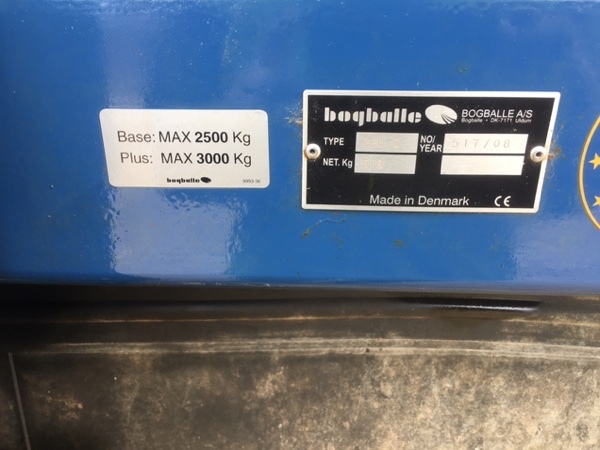 Base: MAX 2500 Kg
Plus: MAX 3000 Kg
bogballe
bogballe BOGBALLE A/S
Bogballe • DK-7171 Uldum
TYPE NO/
YEAR 517/08
NET. Kg
Made in Denmark CE